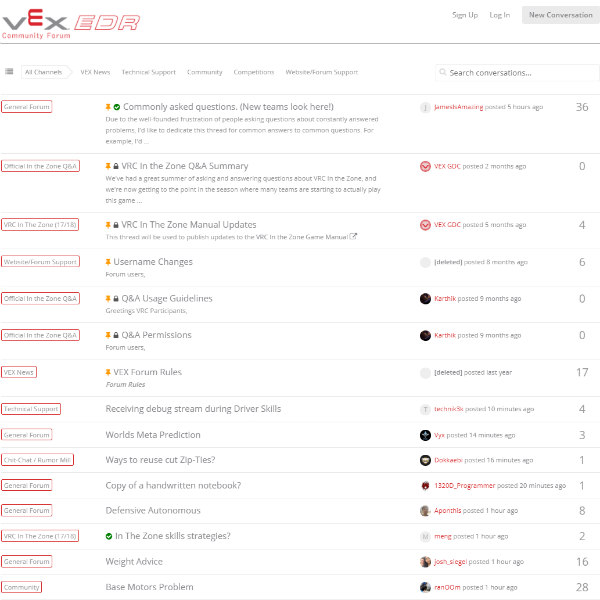 VEX EDR
Community Forum
Sign Up Log In New Conversation
All Channels VEX News Technical Support Community Competitions Website/Forum Support Search conversations...
General Forum Commonly asked questions. (New teams look here!) J JamesIsAmazing posted 5 hours ago 36
Due to the well-founded frustration of people asking questions about constantly answered
problems, I'd like to dedicate this thread for common answers to common questions. For
example, I'd ...
Official In the Zone Q&A VRC In the Zone Q&A Summary VEX GDC posted 2 months ago 0
We've had a great summer of asking and answering questions about VRC In the Zone, and
we're now getting to the point in the season where many teams are starting to actually play
this game ...
VRC In The Zone (17/18) VRC In The Zone Manual Updates VEX GDC posted 5 months ago 4
This thread will be used to publish updates to the VRC In the Zone Game Manual
Website/Forum Support Username Changes [deleted] posted 8 months ago 6
Forum users,
Official In the Zone Q&A Q&A Usage Guidelines Karthik posted 9 months ago 0
Greetings VRC Participants,
Official In the Zone Q&A Q&A Permissions Karthik posted 9 months ago 0
Forum users,
VEX News VEX Forum Rules [deleted] posted last year 17
Forum Rules
Technical Support Receiving debug stream during Driver Skills T technik3k posted 10 minutes ago 4
General Forum Worlds Meta Prediction Vyx posted 14 minutes ago 3
Chit-Chat / Rumor Mill Ways to reuse cut Zip-Ties? Dokkaebi posted 16 minutes ago 1
General Forum Copy of a handwritten notebook? 1320D_Programmer posted 20 minutes ago 1
General Forum Defensive Autonomous Aponthis posted 1 hour ago 8
VRC In The Zone (17/18) In The Zone skills strategies? M meng posted 1 hour ago 2
General Forum Weight Advice josh_siegel posted 1 hour ago 16
Community Base Motors Problem ranOOm posted 1 hour ago 28